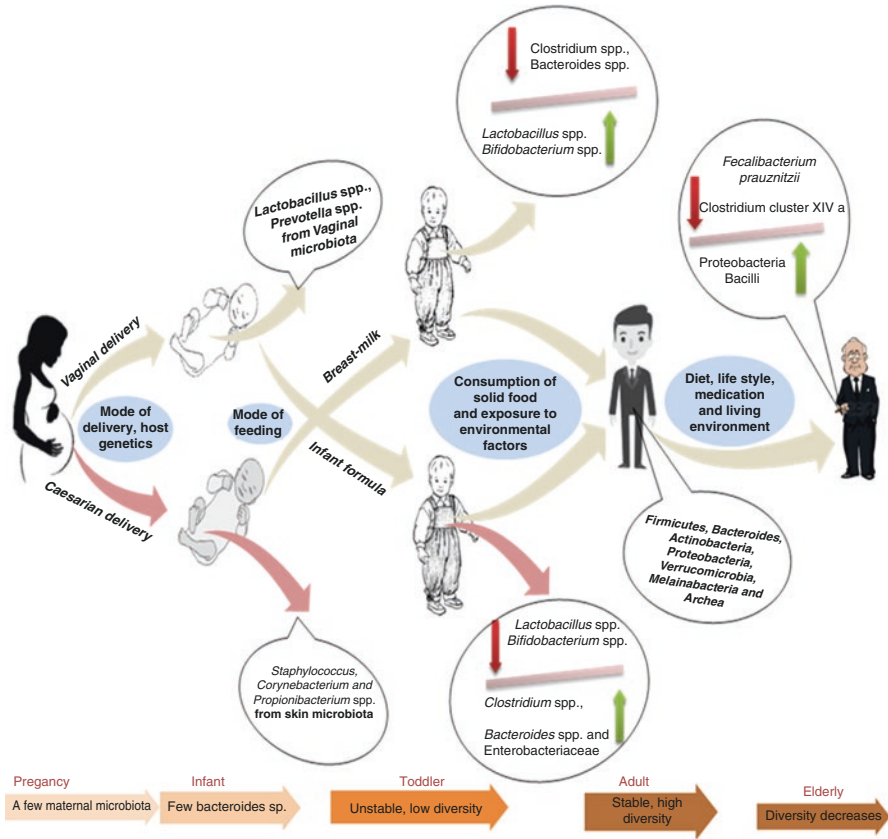 Clostridium spp.,
Bacteroides spp.
Lactobacillus spp.
Bifidobacterium spp.
Fecalibacterium
prauznitzii
Clostridium cluster XIV a
Proteobacteria
Bacilli
Lactobacillus spp.,
Prevotella spp.
from Vaginal
microbiota
Vaginal delivery
Breast-milk
Mode of
delivery, host
genetics
Mode of
feeding
Consumption of
solid food
and exposure to
environmental
factors
Diet, life style,
medication
and living
environment
Caesarian delivery
Infant formula
Firmicutes, Bacteroides,
Actinobacteria,
Proteobacteria,
Verrucomicrobia,
Melainabacteria and
Archea
Staphylococcus,
Corynebacterium and
Propionibacterium spp.
from skin microbiota
Lactobacillus spp.
Bifidobacterium spp.
Clostridium spp.,
Bacteroides spp. and
Enterobacteriaceae
Pregancy
A few maternal microbiota
Infant
Few bacteroides sp.
Toddler
Unstable, low diversity
Adult
Stable, high
diversity
Elderly
Diversity decreases